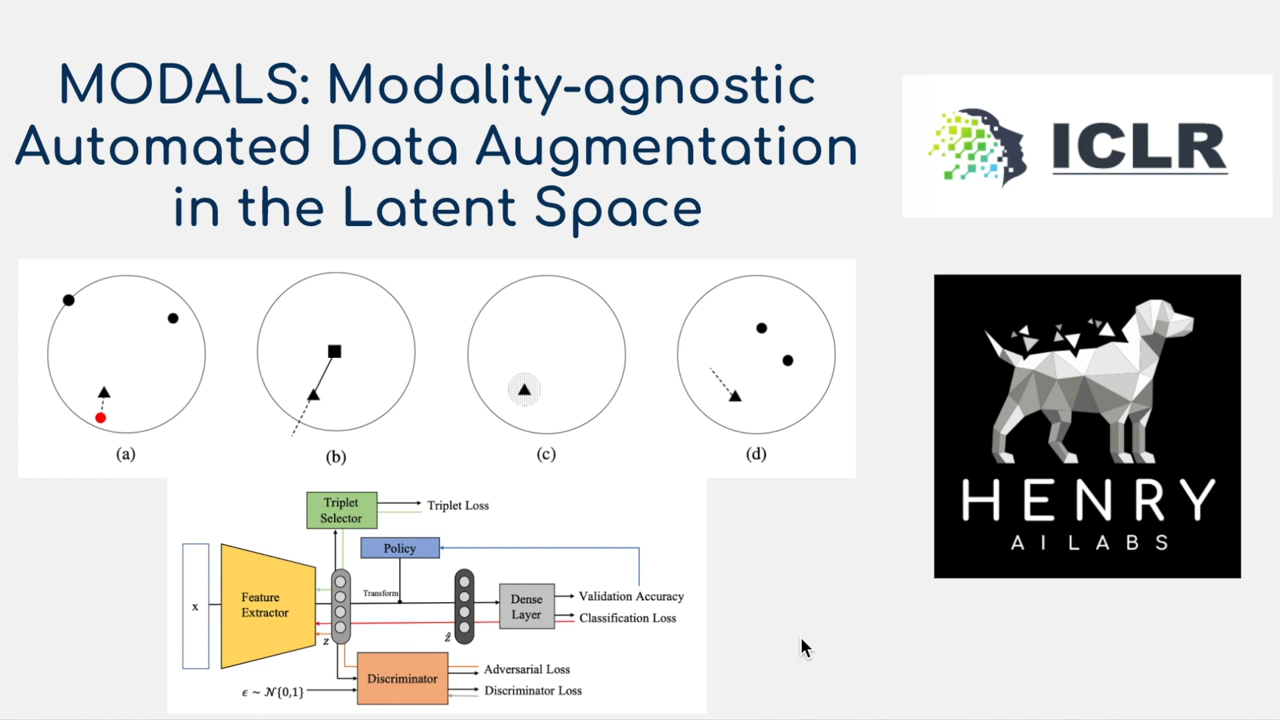 MODALS: Modality-agnostic
Automated Data Augmentation
in the Latent Space
ICLR
(a)
(b)
(c)
(d)
Triplet
Selector
Triplet Loss
Policy
Feature
Extractor
x
Transform
z
ẑ
Dense
Layer
Validation Accuracy
Classification Loss
Discriminator
Adversarial Loss
Discriminator Loss
ϵ ~ 𝒩{0,1}
HENRY
AI LABS